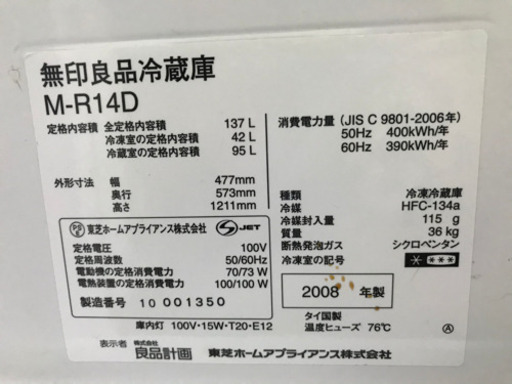 無印良品冷蔵庫
M-R14D
定格内容積 全定格内容積 137 L
冷凍室の定格内容積 42 L
冷蔵室の定格内容積 95 L
外形寸法 幅 477mm
奥行 573mm
高さ 1211mm
PSE 東芝ホームアプライアンス株式会社 S JET
定格電圧 100V
定格周波数 50/60Hz
電動機の定格消費電力 70/73 W
電熱装置の定格消費電力 100/100 W
製造番号 10 001350
庫内灯 100V・15W・T20・E12
消費電力量 (JIS C 9801-2006年)
50Hz 400kWh/年
60Hz 390kWh/年
種類 冷凍冷蔵庫
冷媒 HFC-134a
冷媒封入量 115 g
質量 36 kg
断熱発泡ガス シクロペンタン
冷凍室の記号 ****
2008 年製
タイ国製
温度ヒューズ 76℃ Ⓐ
表示者 株式会社 良品計画 東芝ホームアプライアンス株式会社